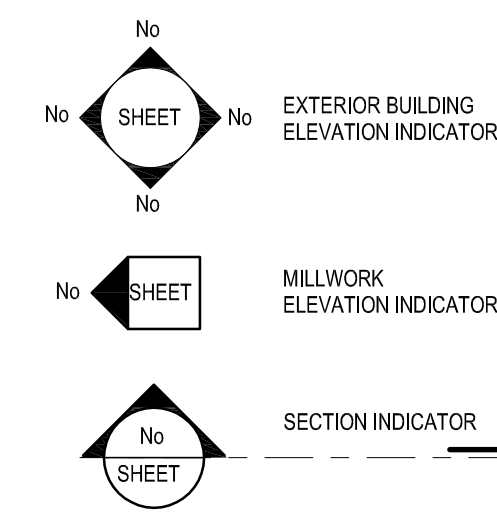 No
No
SHEET
No
EXTERIOR BUILDING
ELEVATION INDICATOR
No
No
SHEET
MILLWORK
ELEVATION INDICATOR
No
SHEET
SECTION INDICATOR